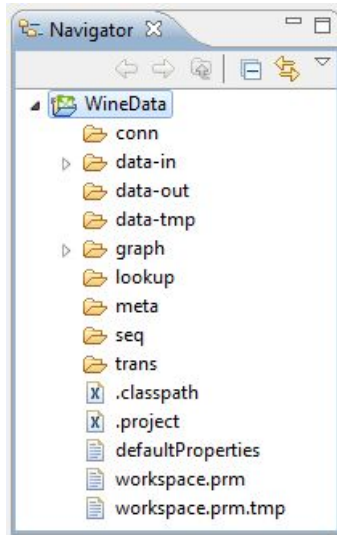 Navigator
WineData
conn
data-in
data-out
data-tmp
graph
lookup
meta
seq
trans
.classpath
.project
defaultProperties
workspace.prm
workspace.prm.tmp